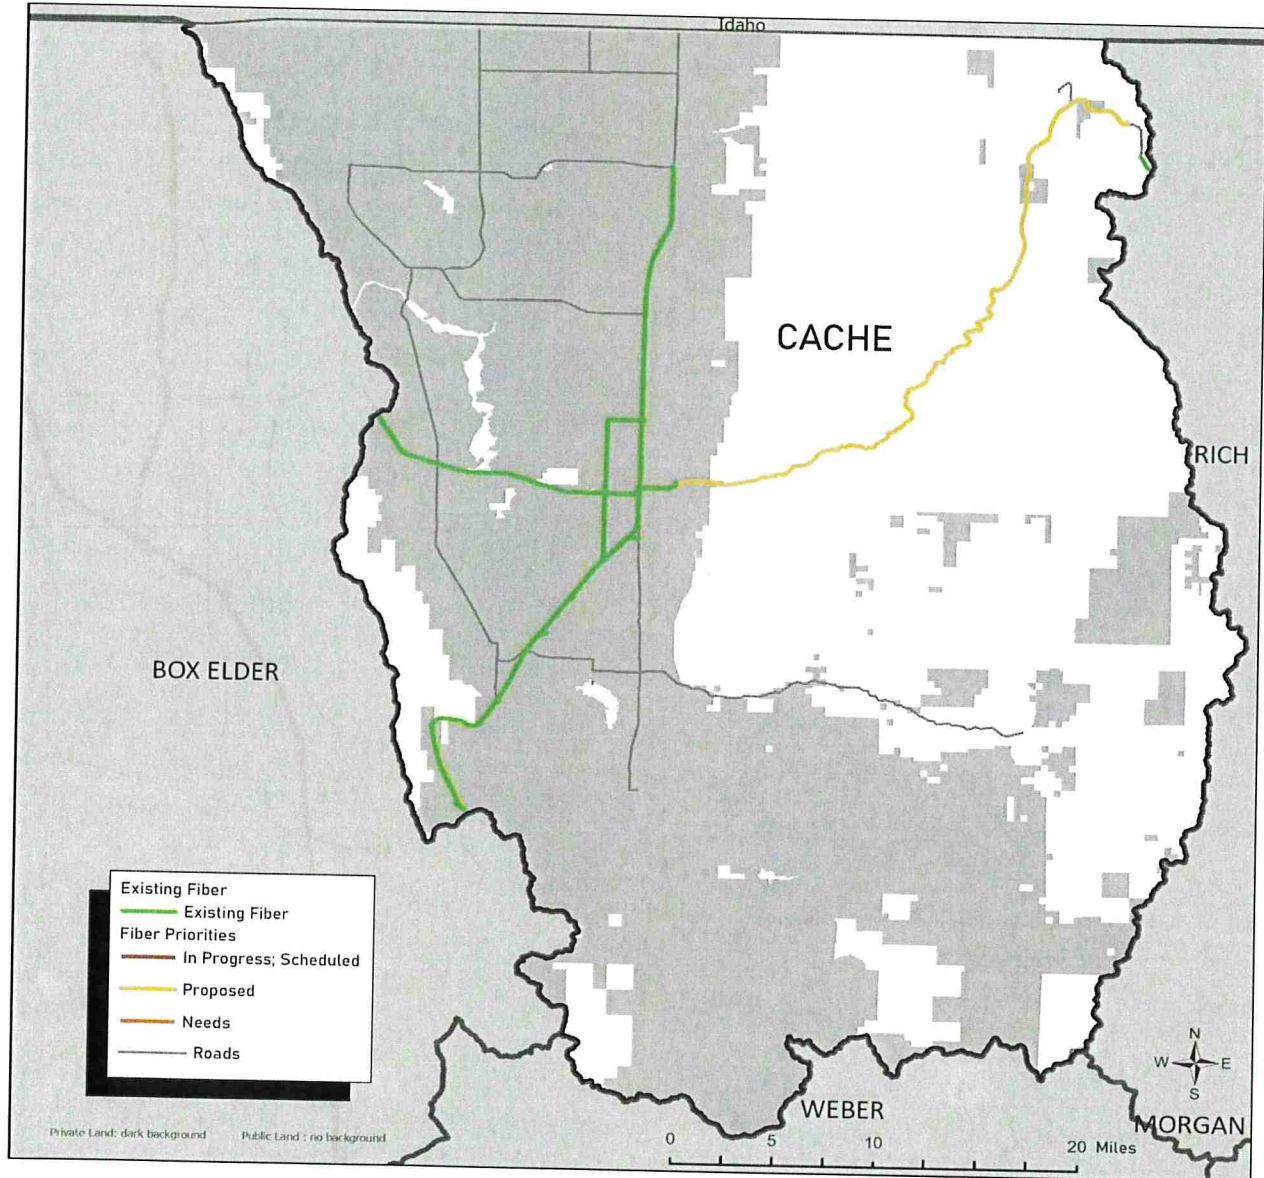 Idaho
CACHE
RICH
BOX ELDER
Existing Fiber
Existing Fiber
Fiber Priorities
In Progress; Scheduled
Proposed
Needs
Roads
N
W E
S
WEBER
MORGAN
Private Land: dark background Public Land : no background
0 5 10 20 Miles